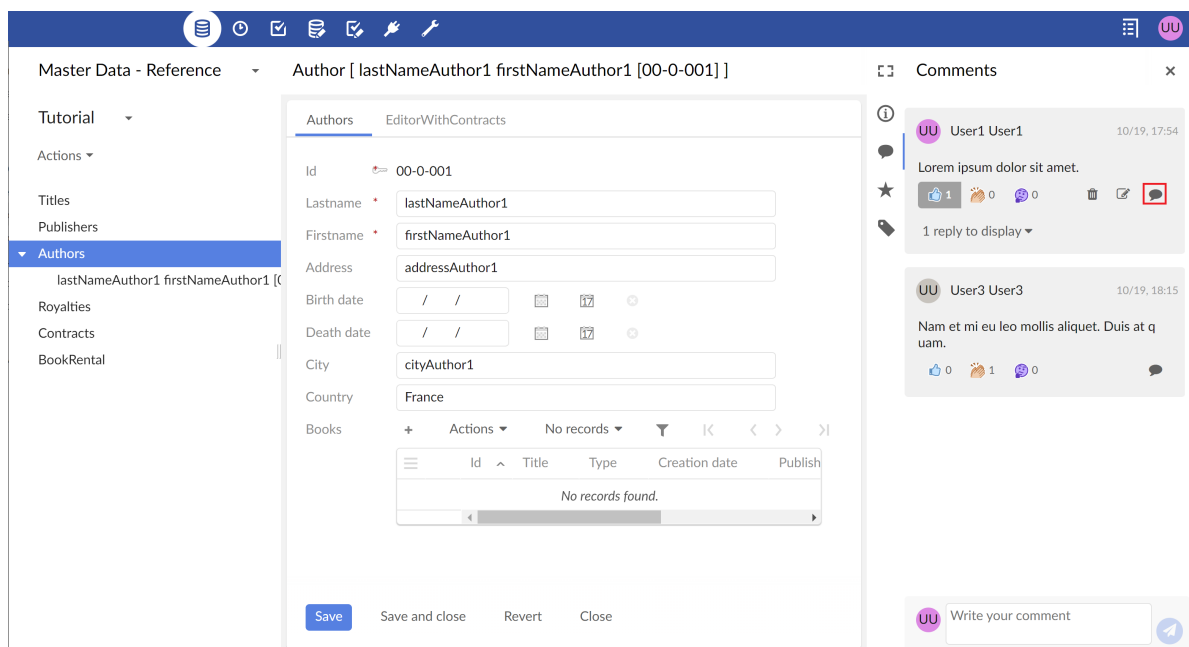 UU
Master Data - Reference
Author [ lastNameAuthor1 firstNameAuthor1 [00-0-001] ]
Comments
Tutorial
Actions
Titles
Publishers
Authors
lastNameAuthor1 firstNameAuthor1 [
Royalties
Contracts
BookRental
Authors EditorWithContracts
Id 00-0-001
Lastname * lastNameAuthor1
Firstname * firstNameAuthor1
Address addressAuthor1
Birth date / / 17
Death date / / 17
City cityAuthor1
Country France
Books + Actions No records
Id Title Type Creation date Publish
No records found.
Save Save and close Revert Close
UU User1 User1 10/19, 17:54
Lorem ipsum dolor sit amet.
1 0 0
1 reply to display
UU User3 User3 10/19, 18:15
Nam et mi eu leo mollis aliquet. Duis at q
uam.
0 1 0
UU Write your comment